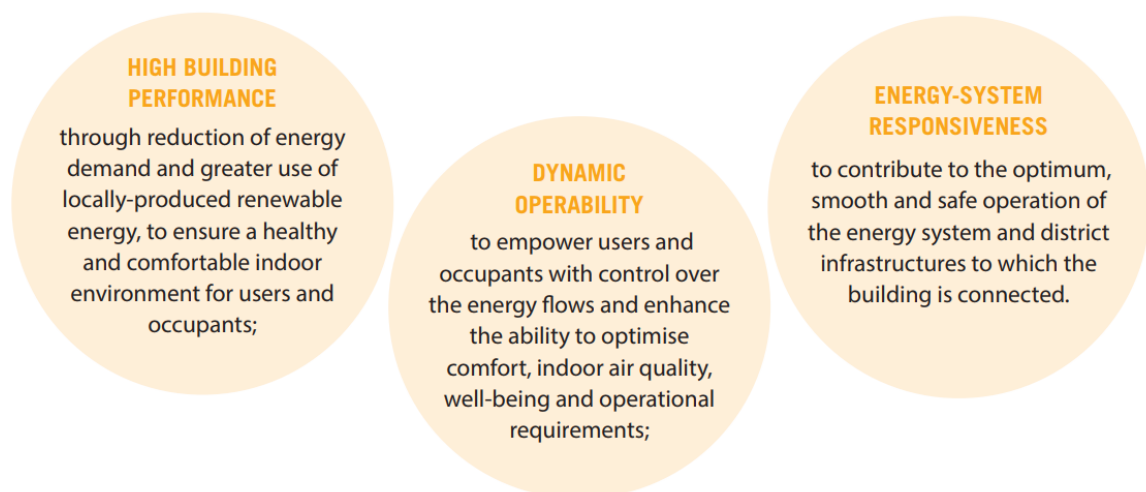 HIGH BUILDING
PERFORMANCE
through reduction of energy
demand and greater use of
locally-produced renewable
energy, to ensure a healthy
and comfortable indoor
environment for users and
occupants;
DYNAMIC
OPERABILITY
to empower users and
occupants with control over
the energy flows and enhance
the ability to optimise
comfort, indoor air quality,
well-being and operational
requirements;
ENERGY-SYSTEM
RESPONSIVENESS
to contribute to the optimum,
smooth and safe operation of
the energy system and district
infrastructures to which the
building is connected.